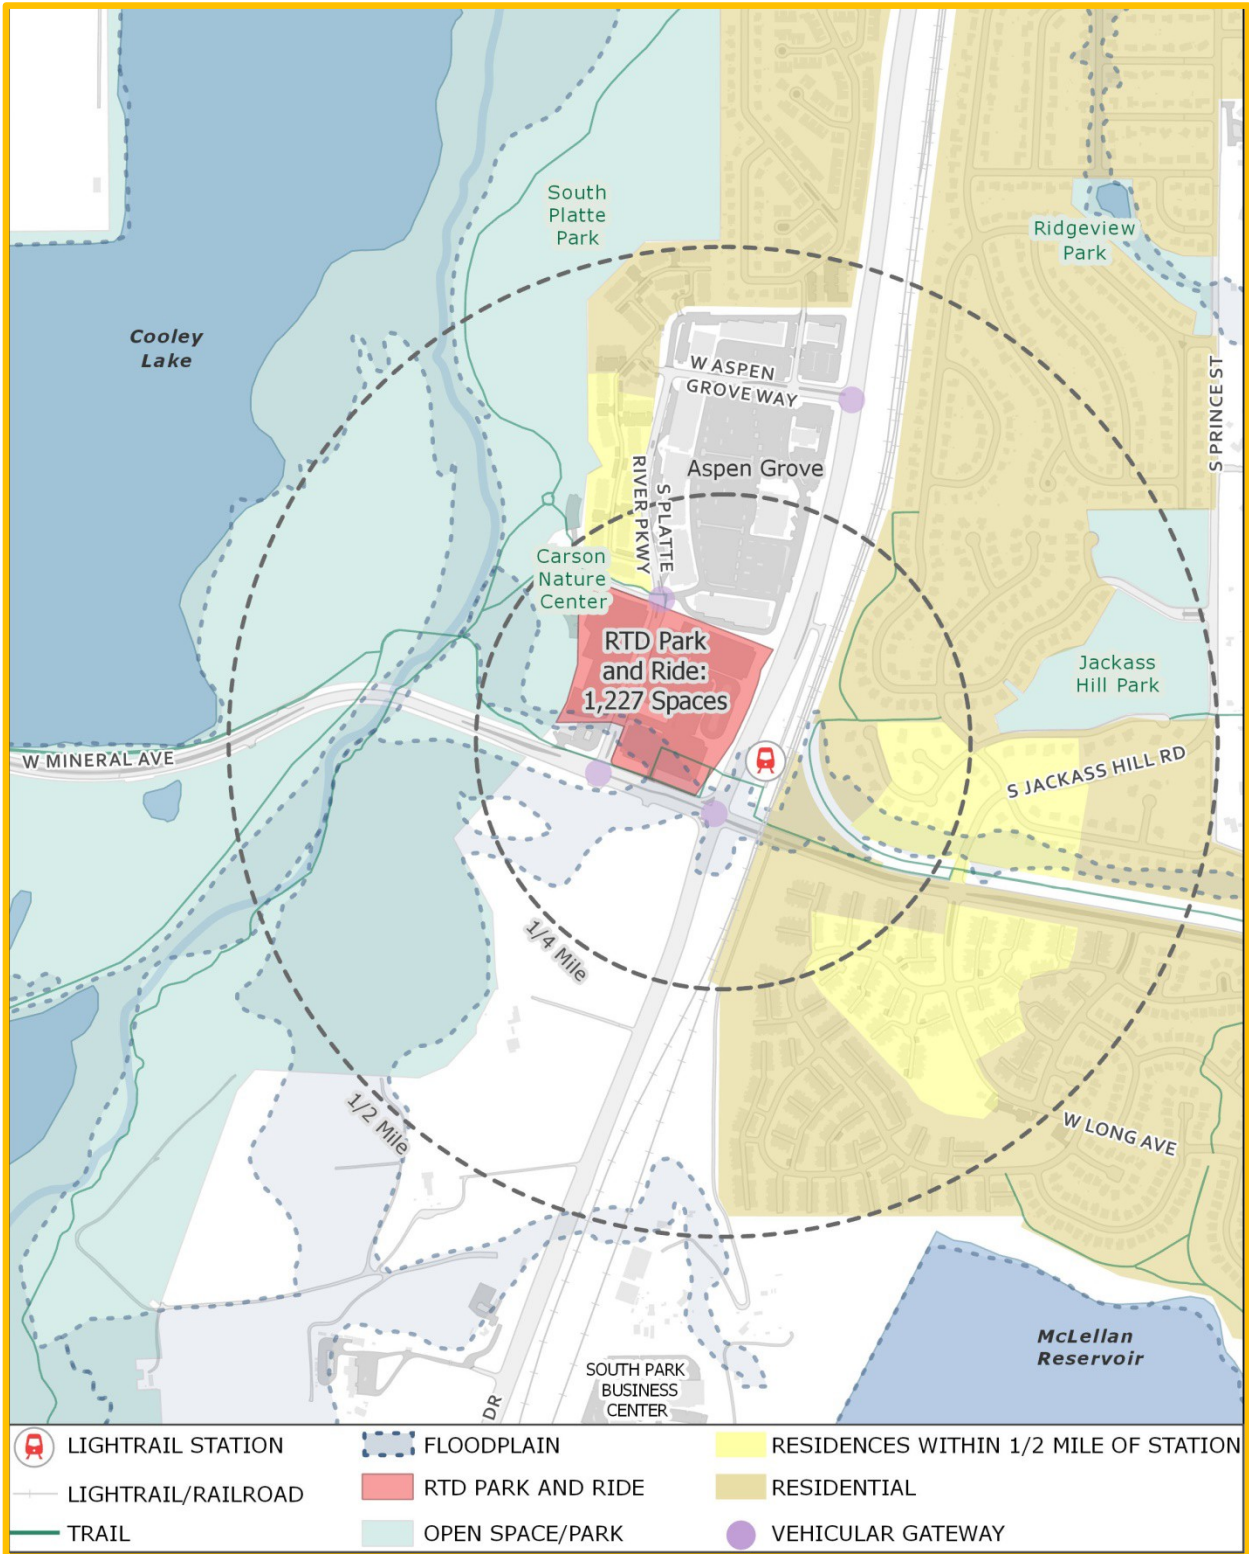 South
Platte
Park
Ridgeview
Park
Cooley
Lake
W ASPEN
GROVE WAY
S PRINCE ST
Aspen Grove
S PLATTE
RIVER PKWY
Carson
Nature
Center
RTD Park
and Ride:
1,227 Spaces
Jackass
Hill Park
W MINERAL AVE
S JACKASS HILL RD
1/4 Mile
1/2 Mile
W LONG AVE
McLellan
Reservoir
SOUTH PARK
BUSINESS
CENTER
DR
LIGHTRAIL STATION
FLOODPLAIN
RESIDENCES WITHIN 1/2 MILE OF STATION
LIGHTRAIL/RAILROAD
RTD PARK AND RIDE
RESIDENTIAL
TRAIL
OPEN SPACE/PARK
VEHICULAR GATEWAY